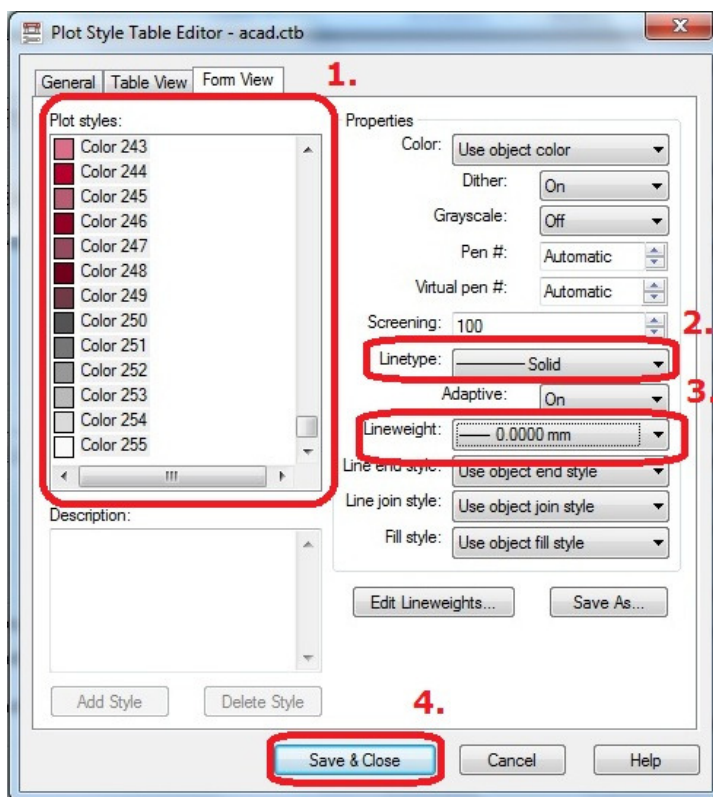 Plot Style Table Editor - acad.ctb
General Table View Form View
1.
Plot styles:
Color 243
Color 244
Color 245
Color 246
Color 247
Color 248
Color 249
Color 250
Color 251
Color 252
Color 253
Color 254
Color 255
Description:
Add Style Delete Style
Properties
Color: Use object color
Dither: On
Grayscale: Off
Pen #: Automatic
Virtual pen #: Automatic
Screening: 100
2.
Linetype: Solid
Adaptive: On
3.
Lineweight: 0.0000 mm
Line end style: Use object end style
Line join style: Use object join style
Fill style: Use object fill style
Edit Lineweights... Save As...
4.
Save & Close Cancel Help